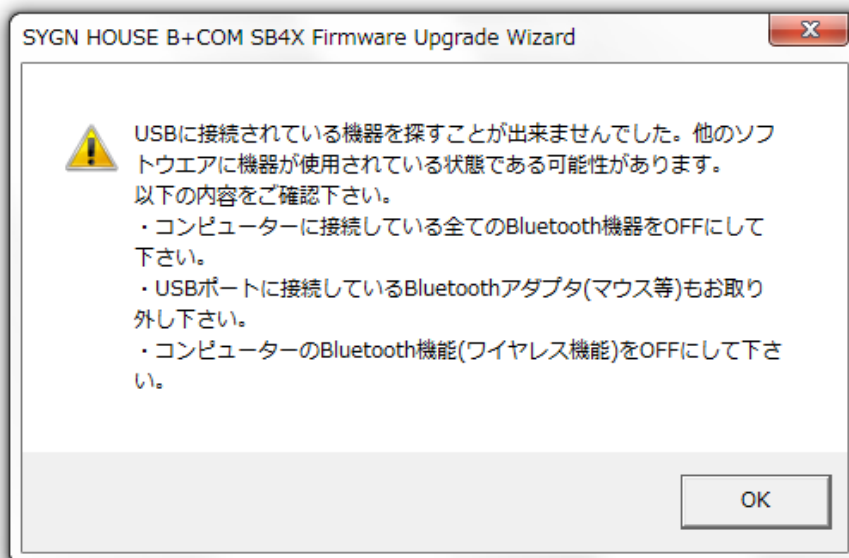 SYGN HOUSE B+COM SB4X Firmware Upgrade Wizard
USBに接続されている機器を探すことが出来ませんでした。他のソフ
トウエアに機器が使用されている状態である可能性があります。
以下の内容をご確認下さい。
・コンピューターに接続している全てのBluetooth機器をOFFにして
下さい。
・USBポートに接続しているBluetoothアダプタ(マウス等)もお取り
外し下さい。
・コンピューターのBluetooth機能(ワイヤレス機能)をOFFにして下さ
い。
OK